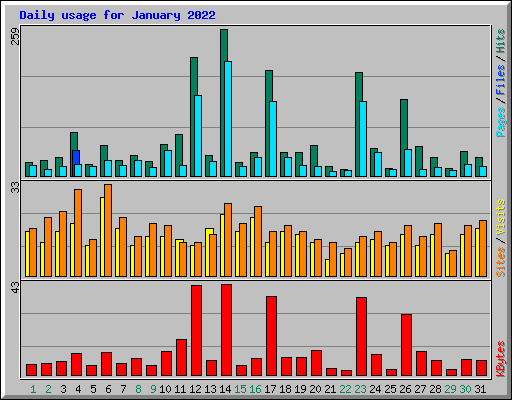 Daily usage for January 2022
259
33
43
Pages / Files / Hits
Sites / Visits
KBytes
1 2 3 4 5 6 7 8 9 10 11 12 13 14 15 16 17 18 19 20 21 22 23 24 25 26 27 28 29 30 31